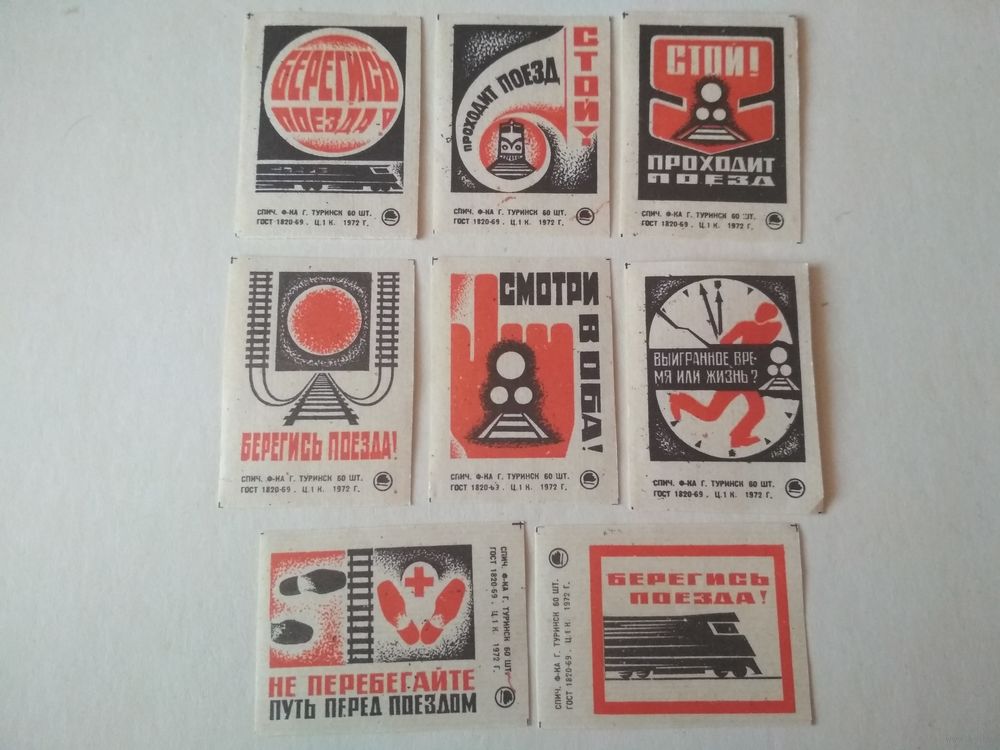 БЕРЕГИСЬ
ПОЕЗДА!
СПИЧ. Ф-КА Г. ТУРИНСК 60 ШТ.
ГОСТ 1820-69. Ц. 1 К. 1972 Г.
ПРОХОДИТ ПОЕЗД
СТОЙ!
СПИЧ. Ф-КА Г. ТУРИНСК 60 ШТ.
ГОСТ 1820-69. Ц. 1 К. 1972 Г.
СТОЙ!
ПРОХОДИТ
ПОЕЗД
СПИЧ. Ф-КА Г. ТУРИНСК 60 ШТ.
ГОСТ 1820-69. Ц. 1 К. 1972 Г.
БЕРЕГИСЬ ПОЕЗДА!
СПИЧ. Ф-КА Г. ТУРИНСК 60 ШТ.
ГОСТ 1820-69. Ц. 1 К. 1972 Г.
СМОТРИ
В ОБА!
СПИЧ. Ф-КА Г. ТУРИНСК 60 ШТ.
ГОСТ 1820-69. Ц. 1 К. 1972 Г.
ВЫИГРАННОЕ ВРЕ-
МЯ ИЛИ ЖИЗНЬ?
СПИЧ. Ф-КА Г. ТУРИНСК 60 ШТ.
ГОСТ 1820-69. Ц. 1 К. 1972 Г.
НЕ ПЕРЕБЕГАЙТЕ
ПУТЬ ПЕРЕД ПОЕЗДОМ
СПИЧ. Ф-КА Г. ТУРИНСК 60 ШТ.
ГОСТ 1820-69. Ц. 1 К. 1972 Г.
БЕРЕГИСЬ
ПОЕЗДА!
СПИЧ. Ф-КА Г. ТУРИНСК 60 ШТ.
ГОСТ 1820-69. Ц. 1 К. 1972 Г.